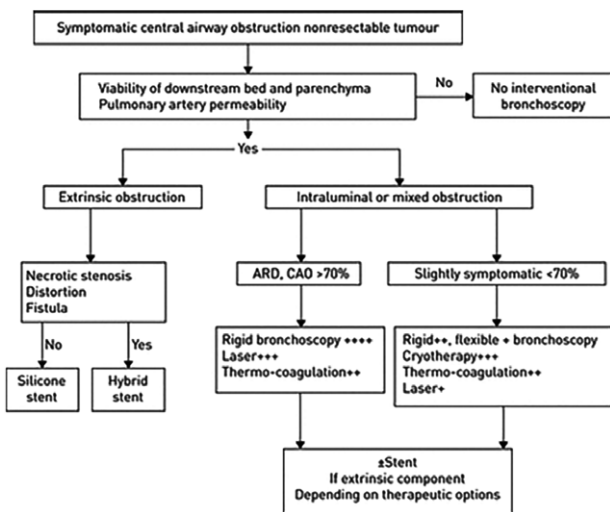 Symptomatic central airway obstruction nonresectable tumour
Viability of downstream bed and parenchyma
Pulmonary artery permeability
No
No interventional
bronchoscopy
Yes
Extrinsic obstruction
Intraluminal or mixed obstruction
Necrotic stenosis
Distortion
Fistula
ARD, CAO >70%
Slightly symptomatic <70%
No
Yes
Silicone
stent
Hybrid
stent
Rigid bronchoscopy ++++
Laser+++
Thermo-coagulation++
Rigid++, flexible + bronchoscopy
Cryotherapy+++
Thermo-coagulation++
Laser+
±Stent
If extrinsic component
Depending on therapeutic options